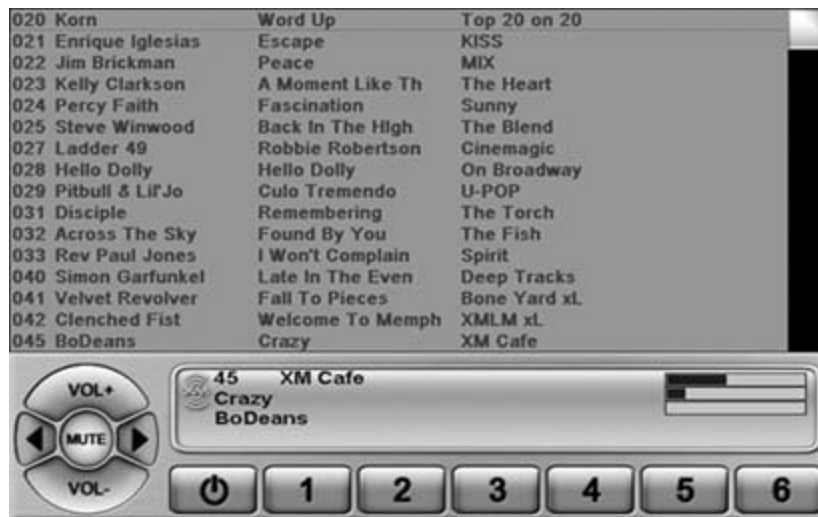 020 Korn Word Up Top 20 on 20
021 Enrique Iglesias Escape KISS
022 Jim Brickman Peace MIX
023 Kelly Clarkson A Moment Like Th The Heart
024 Percy Faith Fascination Sunny
025 Steve Winwood Back In The HIgh The Blend
027 Ladder 49 Robbie Robertson Cinemagic
028 Hello Dolly Hello Dolly On Broadway
029 Pitbull & Lil'Jo Culo Tremendo U-POP
031 Disciple Remembering The Torch
032 Across The Sky Found By You The Fish
033 Rev Paul Jones I Won't Complain Spirit
040 Simon Garfunkel Late In The Even Deep Tracks
041 Velvet Revolver Fall To Pieces Bone Yard xL
042 Clenched Fist Welcome To Memph XMLM xL
045 BoDeans Crazy XM Cafe
VOL+
MUTE
VOL-
45 XM Cafe
Crazy
BoDeans
1 2 3 4 5 6